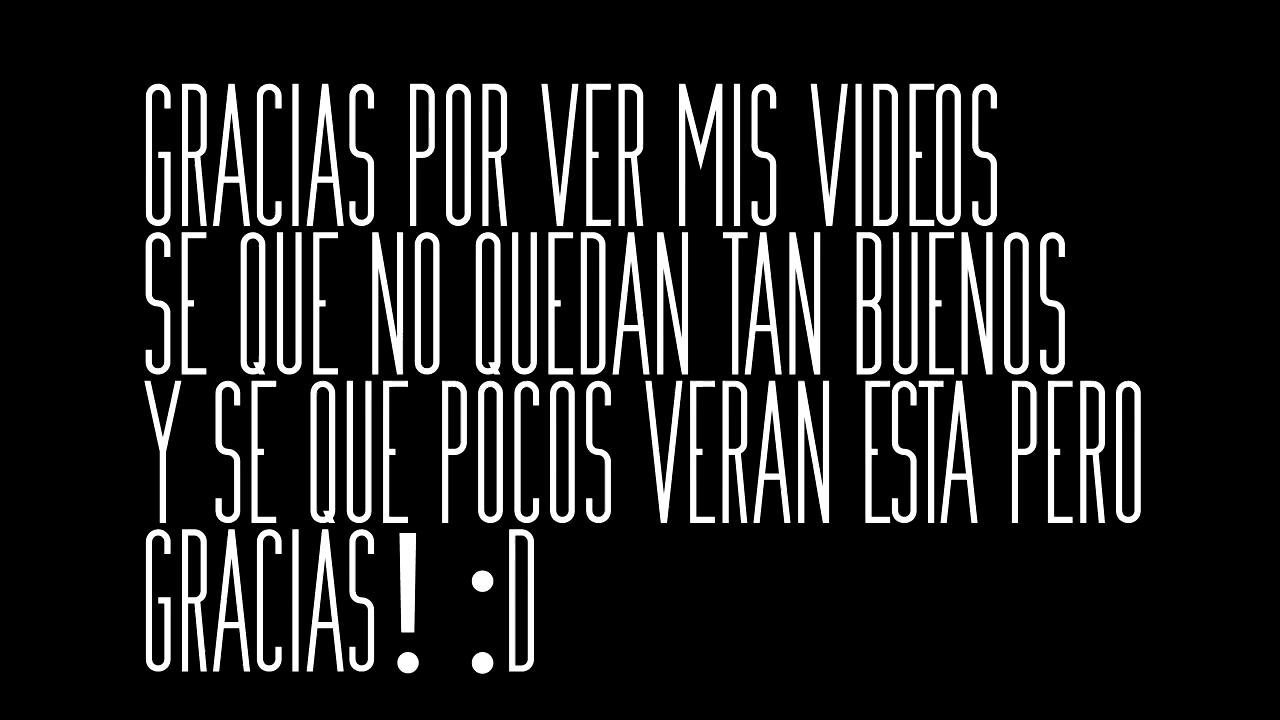 GRACIAS POR VER MIS VIDEOS
SE QUE NO QUEDAN TAN BUENOS
Y SE QUE POCOS VERAN ESTA PERO
GRACIAS! :D